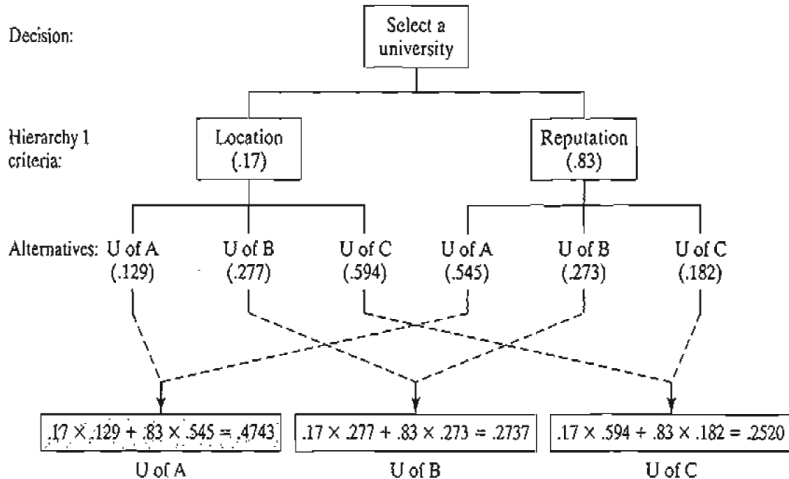 Decision:
Select a
university
Hierarchy 1
criteria:
Location
(.17)
Reputation
(.83)
Alternatives: U of A U of B U of C U of A U of B U of C
(.129) (.277) (.594) (.545) (.273) (.182)
.17 × .129 + .83 × .545 = .4743 .17 × .277 + .83 × .273 = .2737 .17 × .594 + .83 × .182 = .2520
U of A U of B U of C